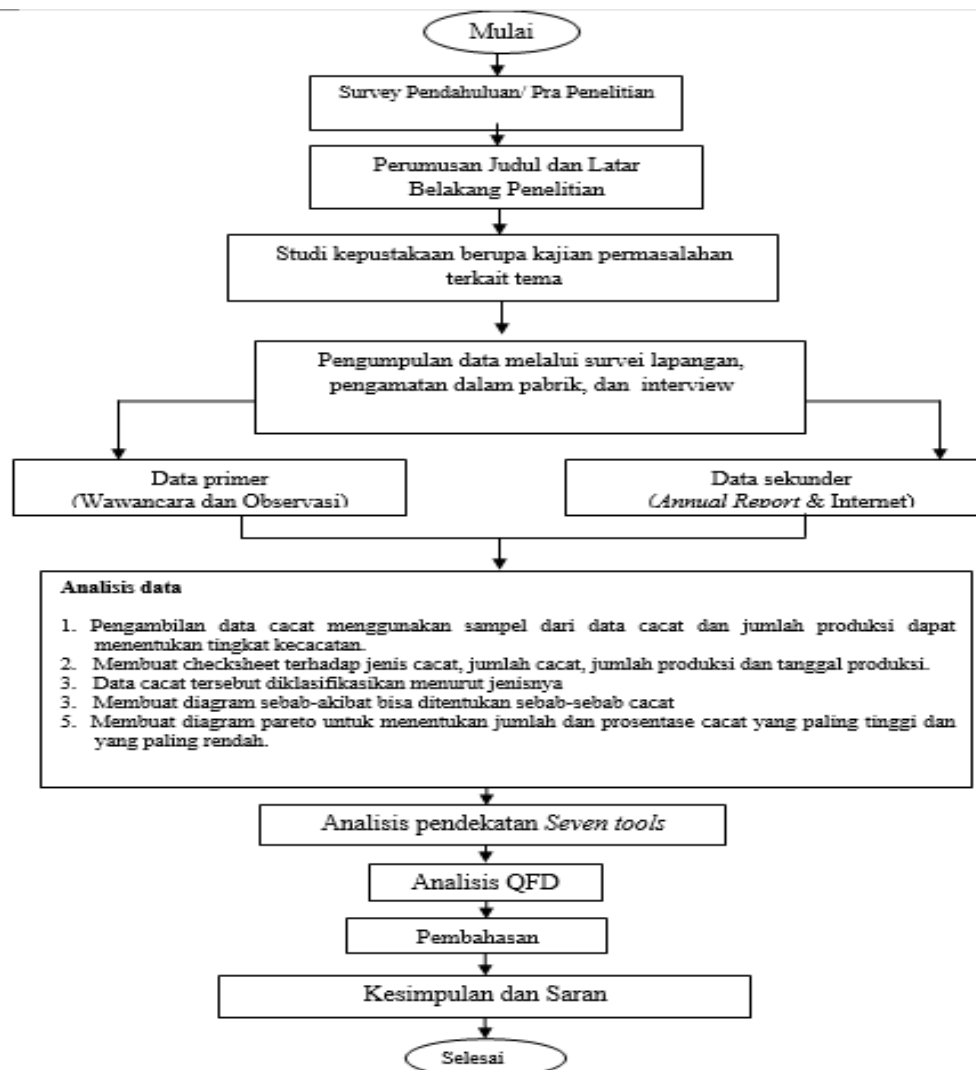 Mulai
Survey Pendahuluan/ Pra Penelitian
Perumusan Judul dan Latar
Belakang Penelitian
Studi kepustakaan berupa kajian permasalahan
terkait tema
Pengumpulan data melalui survei lapangan,
pengamatan dalam pabrik, dan interview
Data primer
(Wawancara dan Observasi)
Data sekunder
(Annual Report & Internet)
Analisis data
1. Pengambilan data cacat menggunakan sampel dari data cacat dan jumlah produksi dapat
menentukan tingkat kecacatan.
2. Membuat checksheet terhadap jenis cacat, jumlah cacat, jumlah produksi dan tanggal produksi.
3. Data cacat tersebut diklasifikasikan menurut jenisnya
3. Membuat diagram sebab-akibat bisa ditentukan sebab-sebab cacat
5. Membuat diagram pareto untuk menentukan jumlah dan prosentase cacat yang paling tinggi dan
yang paling rendah.
Analisis pendekatan Seven tools
Analisis QFD
Pembahasan
Kesimpulan dan Saran
Selesai